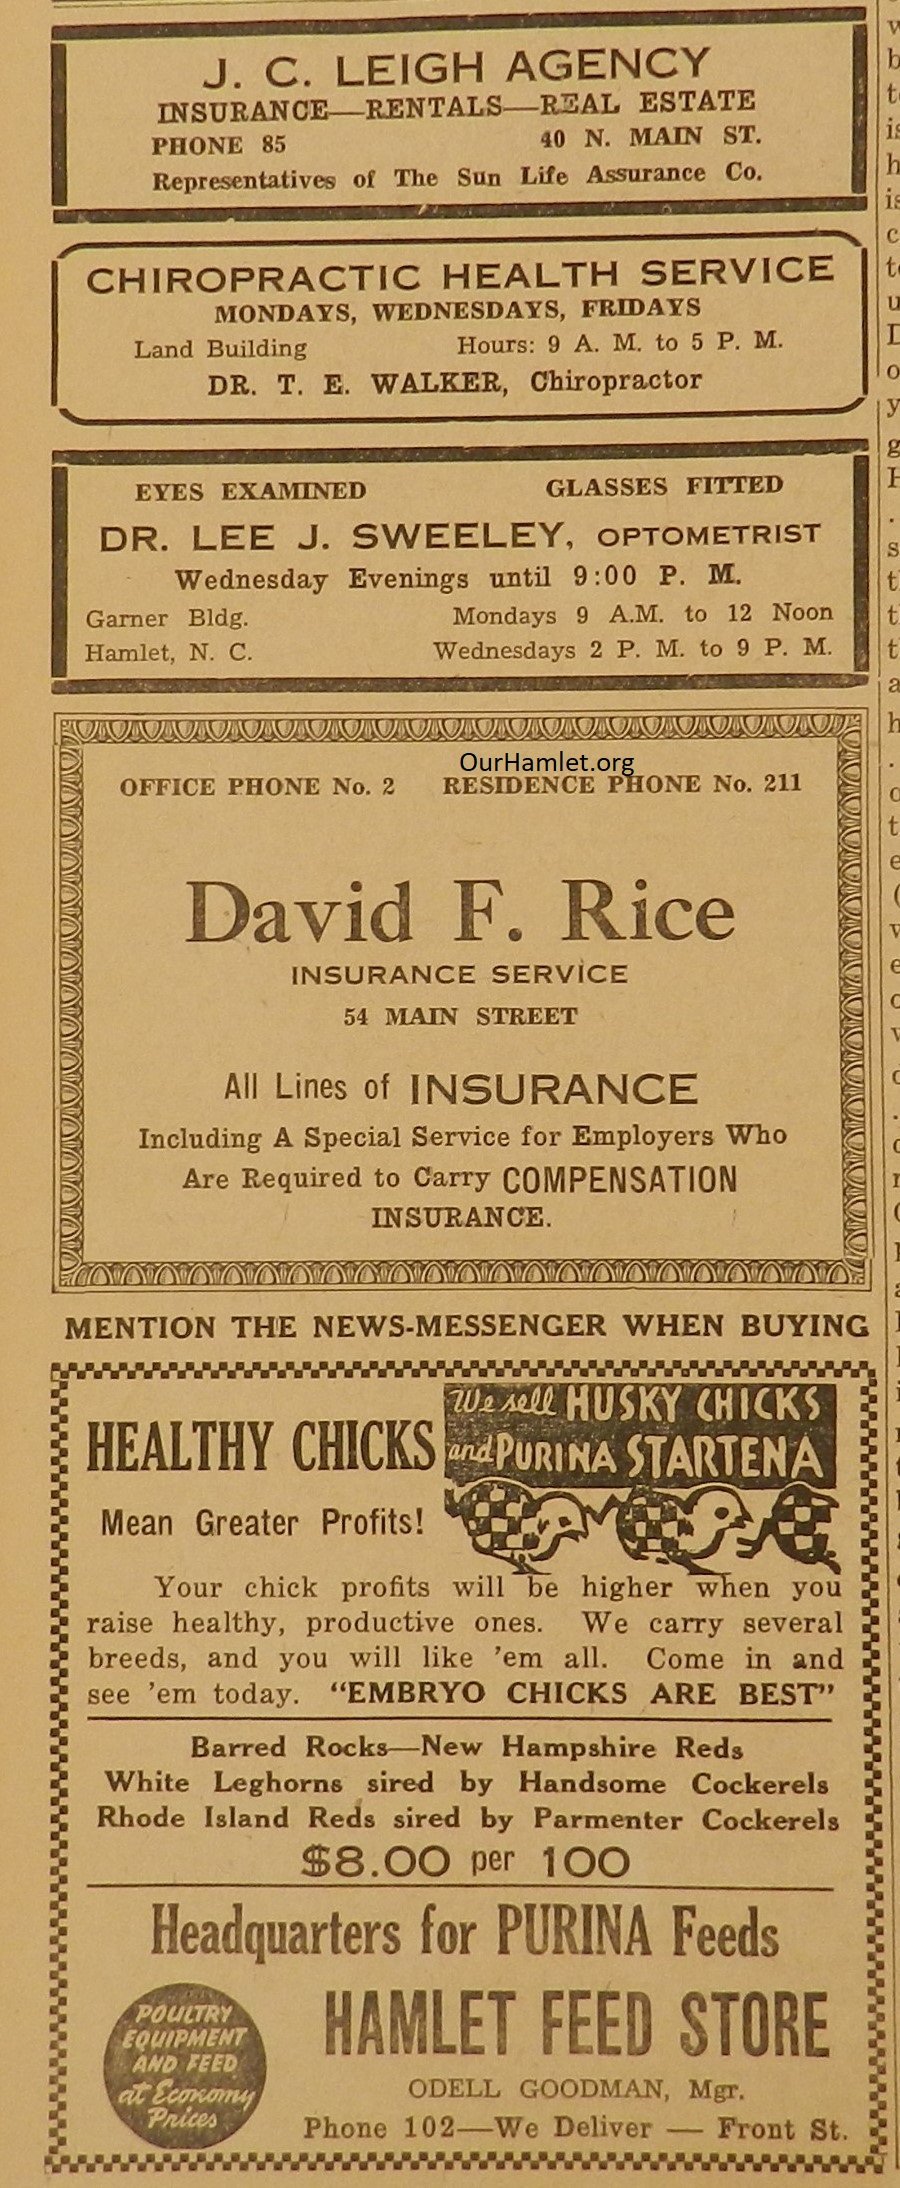 J. C. LEIGH AGENCY
INSURANCE—RENTALS—REAL ESTATE
PHONE 85 40 N. MAIN ST.
Representatives of The Sun Life Assurance Co.
CHIROPRACTIC HEALTH SERVICE
MONDAYS, WEDNESDAYS, FRIDAYS
Land Building Hours: 9 A. M. to 5 P. M.
DR. T. E. WALKER, Chiropractor
EYES EXAMINED GLASSES FITTED
DR. LEE J. SWEELEY, OPTOMETRIST
Wednesday Evenings until 9:00 P. M.
Garner Bldg. Mondays 9 A.M. to 12 Noon
Hamlet, N. C. Wednesdays 2 P. M. to 9 P. M.
OurHamlet.org
OFFICE PHONE No. 2 RESIDENCE PHONE No. 211
David F. Rice
INSURANCE SERVICE
54 MAIN STREET
All Lines of INSURANCE
Including A Special Service for Employers Who
Are Required to Carry COMPENSATION
INSURANCE.
MENTION THE NEWS-MESSENGER WHEN BUYING
We sell HUSKY CHICKS
and PURINA STARTENA
HEALTHY CHICKS
Mean Greater Profits!
Your chick profits will be higher when you
raise healthy, productive ones. We carry several
breeds, and you will like 'em all. Come in and
see 'em today. "EMBRYO CHICKS ARE BEST"
Barred Rocks—New Hampshire Reds
White Leghorns sired by Handsome Cockerels
Rhode Island Reds sired by Parmenter Cockerels
$8.00 per 100
Headquarters for PURINA Feeds
POULTRY
EQUIPMENT
AND FEED
at Economy
Prices
HAMLET FEED STORE
ODELL GOODMAN, Mgr.
Phone 102—We Deliver — Front St.